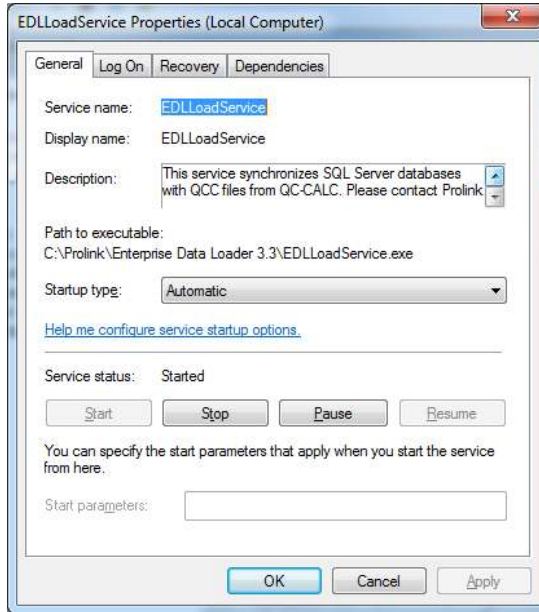 EDLLoadService Properties (Local Computer)
General Log On Recovery Dependencies
Service name: EDLLoadService
Display name: EDLLoadService
Description: This service synchronizes SQL Server databases
with QCC files from QC-CALC. Please contact Prolink
Path to executable:
C:\Prolink\Enterprise Data Loader 3.3\EDLLoadService.exe
Startup type: Automatic
Help me configure service startup options.
Service status: Started
Start Stop Pause Resume
You can specify the start parameters that apply when you start the service
from here.
Start parameters:
OK Cancel Apply